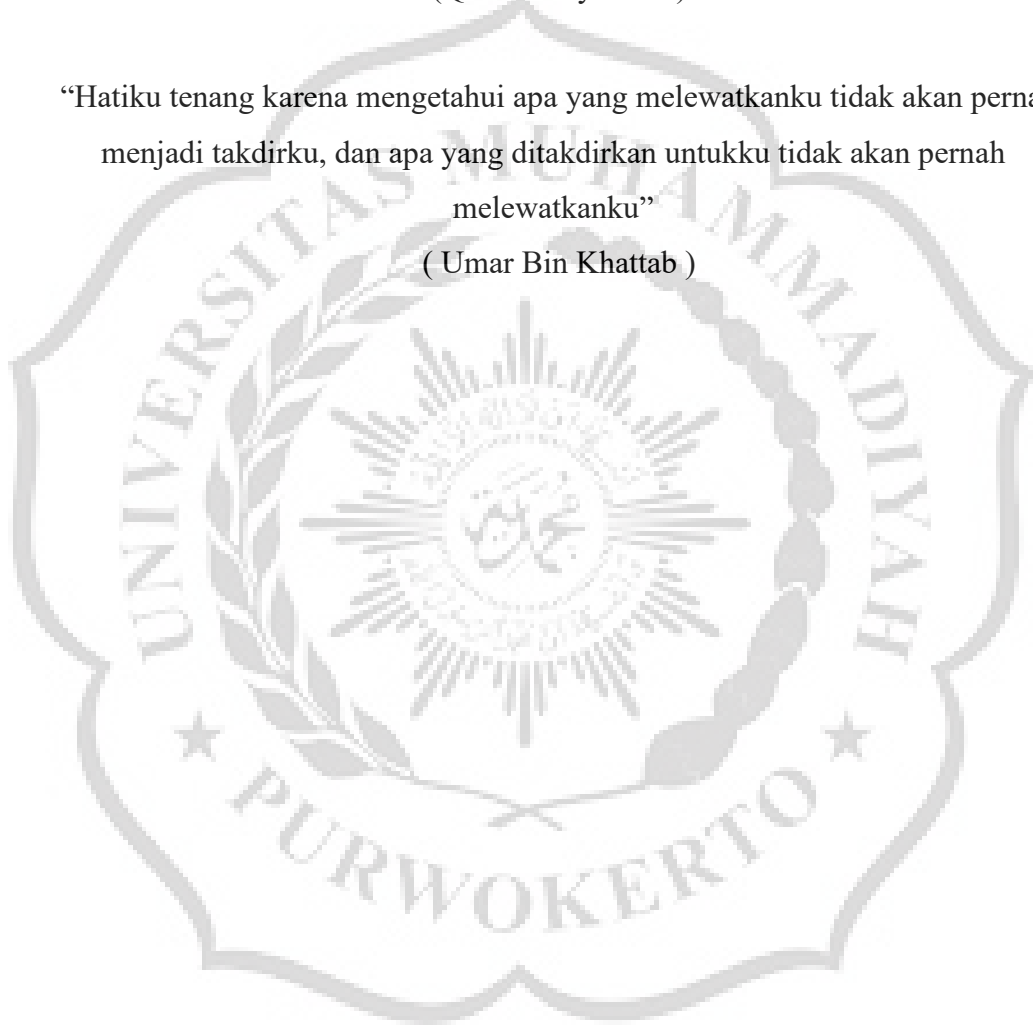 “Hatiku tenang karena mengetahui apa yang melewatkanku tidak akan
menjadi takdirku, dan apa yang ditakdirkan untukku tidak akan pernah
melewatkanku”
( Umar Bin Khattab )
UNIVERSITAS MUHAMMADIYAH
PURWOKERTO